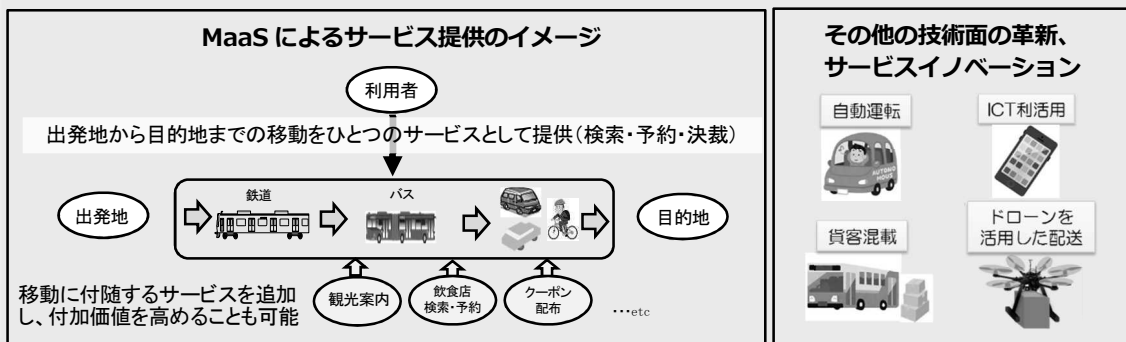 MaaS によるサービス提供のイメージ
利用者
出発地から目的地までの移動をひとつのサービスとして提供(検索・予約・決裁)
出発地
鉄道
バス
目的地
移動に付随するサービスを追加
し、付加価値を高めることも可能
観光案内
飲食店
検索・予約
クーポン
配布
…etc
その他の技術面の革新、
サービスイノベーション
自動運転
AUTONO
MOUS
ICT利活用
貨客混載
ドローンを
活用した配送